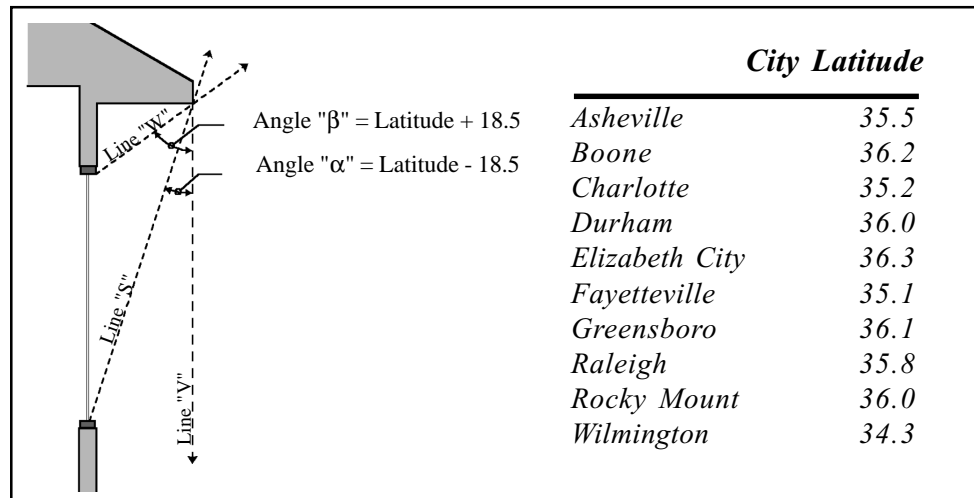 Line "W"
Angle "β" = Latitude + 18.5
Angle "α" = Latitude - 18.5
Line "S"
Line "V"
City Latitude
Asheville 35.5
Boone 36.2
Charlotte 35.2
Durham 36.0
Elizabeth City 36.3
Fayetteville 35.1
Greensboro 36.1
Raleigh 35.8
Rocky Mount 36.0
Wilmington 34.3